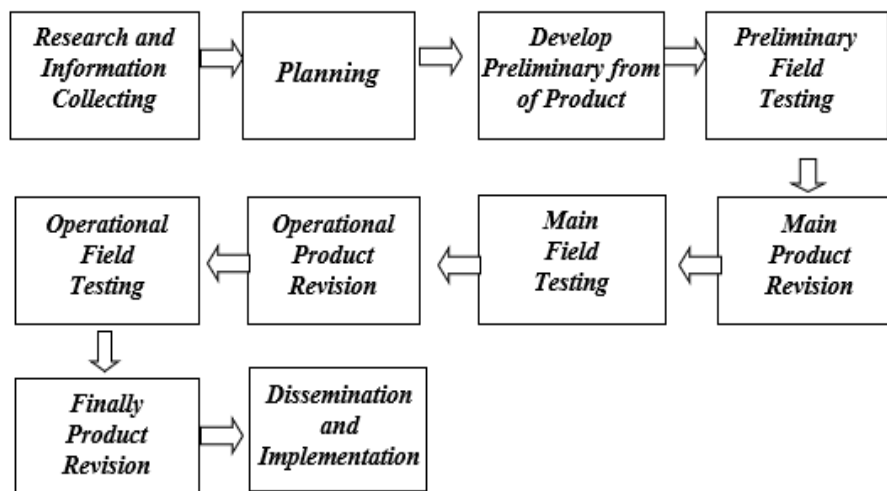 Research and
Information
Collecting
Planning
Develop
Preliminary from
of Product
Preliminary
Field
Testing
Main
Product
Revision
Main
Field
Testing
Operational
Product
Revision
Operational
Field
Testing
Finally
Product
Revision
Dissemination
and
Implementation